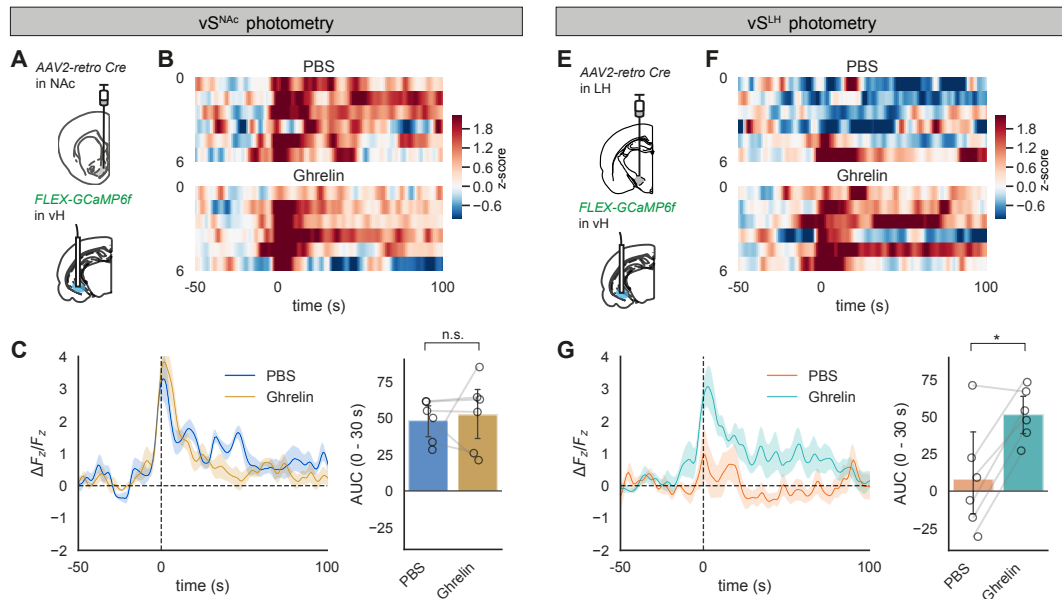 vS^NAc photometry
A
AAV2-retro Cre
in NAc
FLEX-GCaMP6f
in vH
B
PBS
0
6
Ghrelin
0
6
-50
0
100
time (s)
1.8
1.2
0.6
0.0
−0.6
z-score
C
4
3
2
1
0
−1
−2
ΔF_z/F_z
PBS
Ghrelin
-50
0
100
time (s)
n.s.
75
50
25
0
−25
AUC (0 - 30 s)
PBS
Ghrelin
vS^LH photometry
E
AAV2-retro Cre
in LH
FLEX-GCaMP6f
in vH
F
PBS
0
6
Ghrelin
0
6
-50
0
100
time (s)
1.8
1.2
0.6
0.0
−0.6
z-score
G
4
3
2
1
0
−1
−2
ΔF_z/F_z
PBS
Ghrelin
-50
0
100
time (s)
*
75
50
25
0
−25
AUC (0 - 30 s)
PBS
Ghrelin